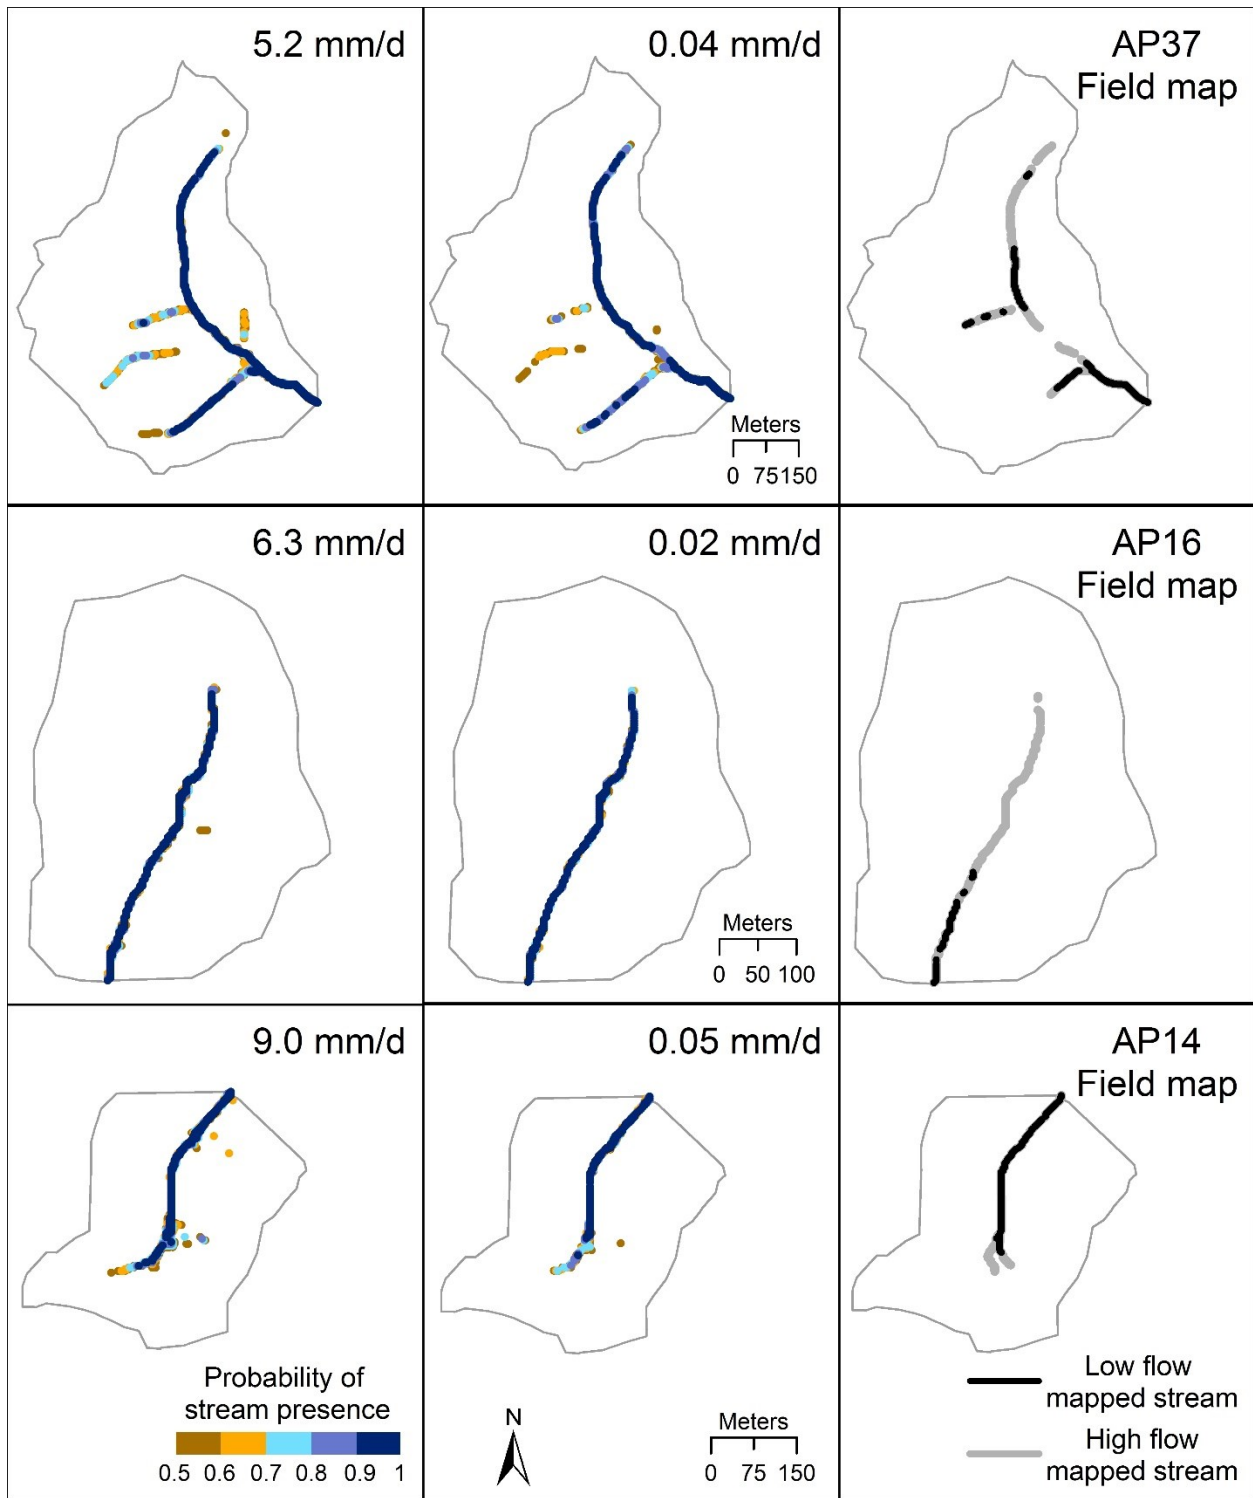 5.2 mm/d
0.04 mm/d
AP37
Field map
Meters
0 75 150
6.3 mm/d
0.02 mm/d
AP16
Field map
Meters
0 50 100
9.0 mm/d
0.05 mm/d
AP14
Field map
Probability of
stream presence
0.5 0.6 0.7 0.8 0.9 1
N
Meters
0 75 150
Low flow
mapped stream
High flow
mapped stream